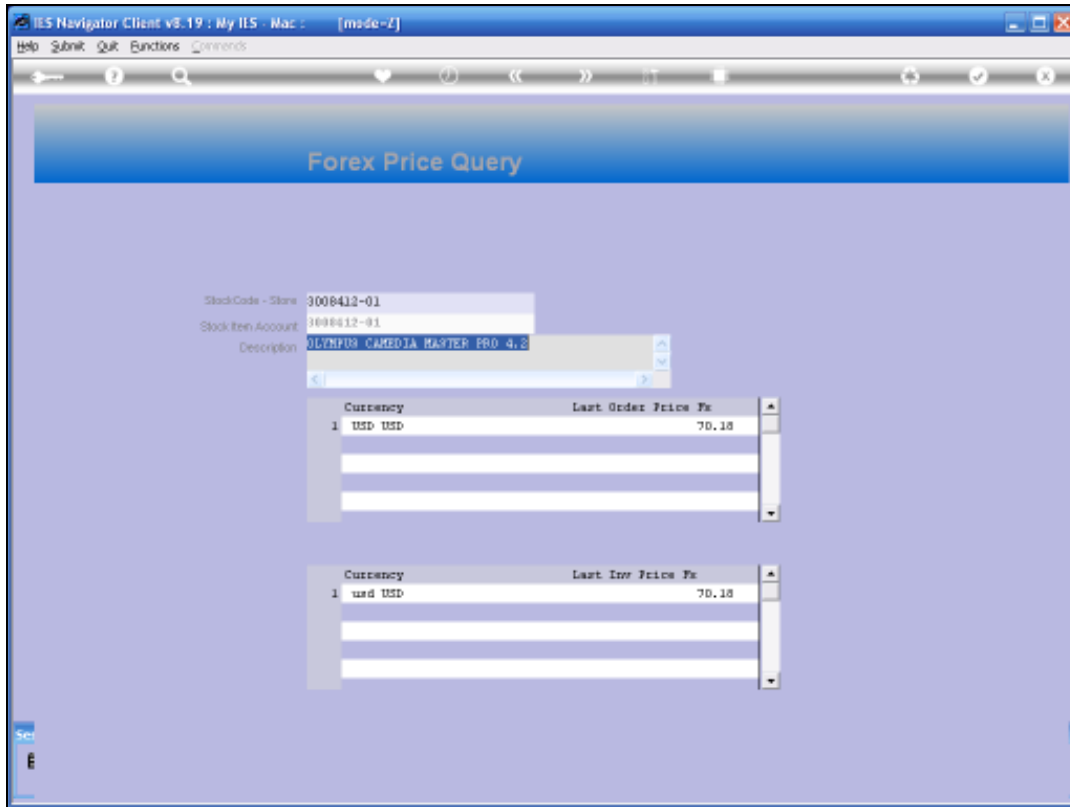 IES Navigator Client v8.19 : My IES - Mac : [mode=Z]
Help Submit Quit Functions Commands
Forex Price Query
StockCode - Store 3008412-01
Stock Item Account 3008412-01
Description OLYMPUS CAMEDIA MASTER PRO 4.2
Currency Last Order Price Fx
1 USD USD 70.18
Currency Last Inv Price Fx
1 usd USD 70.18
Se